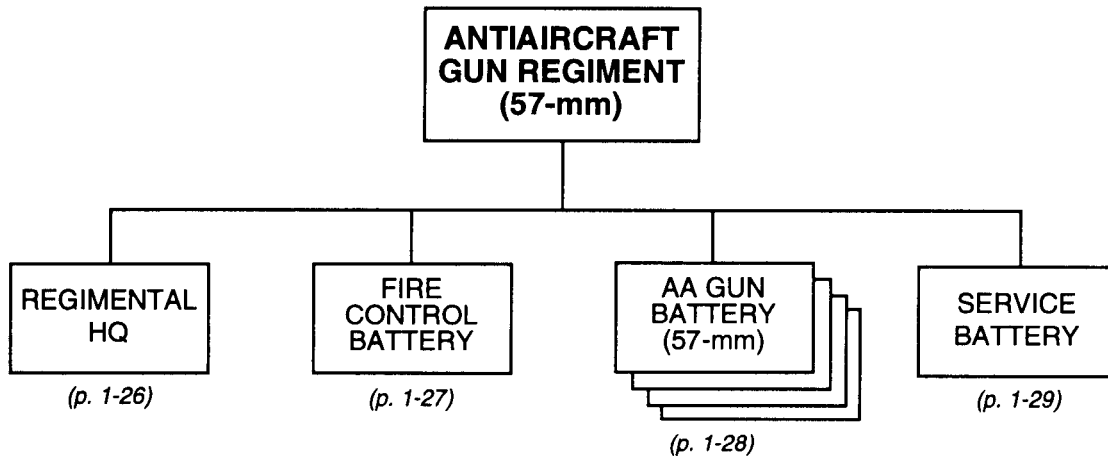 ANTIAIRCRAFT
GUN REGIMENT
(57-mm)
REGIMENTAL
HQ
(p. 1-26)
FIRE
CONTROL
BATTERY
(p. 1-27)
AA GUN
BATTERY
(57-mm)
(p. 1-28)
SERVICE
BATTERY
(p. 1-29)